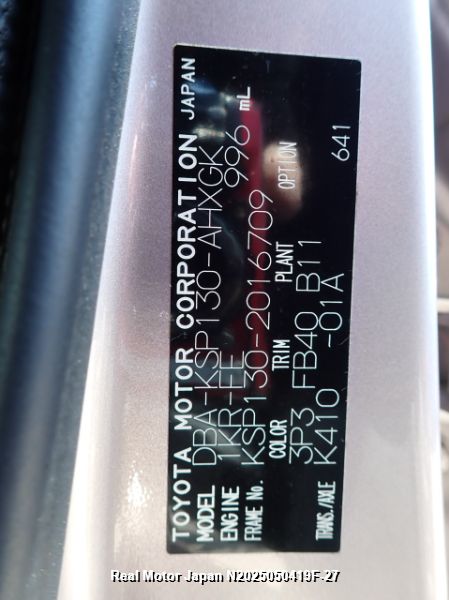 TOYOTA MOTOR CORPORATION JAPAN
MODEL DBA-KSP130-AHXGK
ENGINE 1KR-FE 996 mL
FRAME No. KSP130-2016709
COLOR TRIM PLANT OPTION
3P3 FB40 B11 641
TRANS./AXLE K410 -01A
Real Motor Japan N2025050419F-27